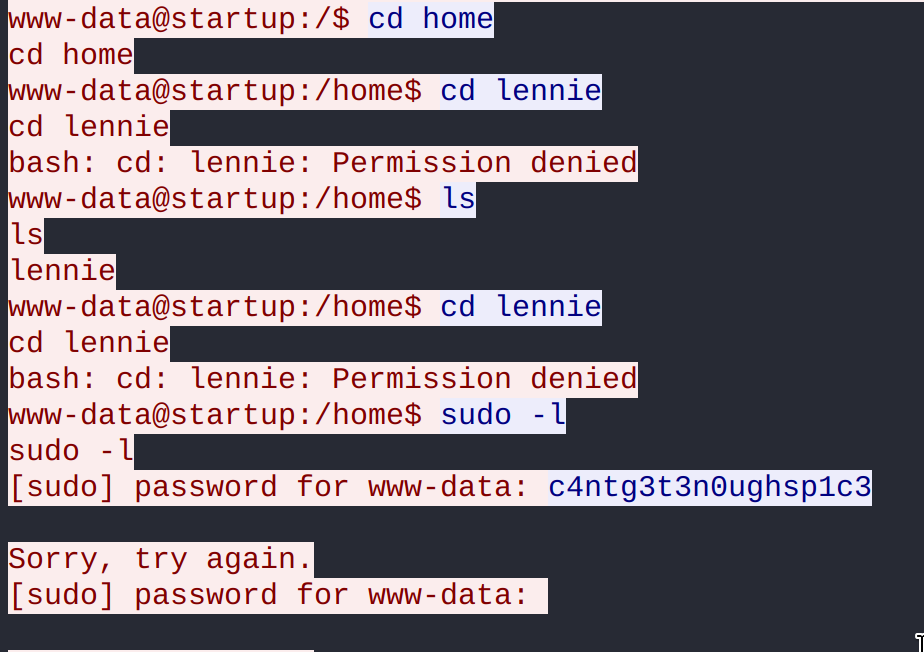 www-data@startup:/$ cd home
cd home
www-data@startup:/home$ cd lennie
cd lennie
bash: cd: lennie: Permission denied
www-data@startup:/home$ ls
ls
lennie
www-data@startup:/home$ cd lennie
cd lennie
bash: cd: lennie: Permission denied
www-data@startup:/home$ sudo -l
sudo -l
[sudo] password for www-data: c4ntg3t3n0ughsp1c3
Sorry, try again.
[sudo] password for www-data: